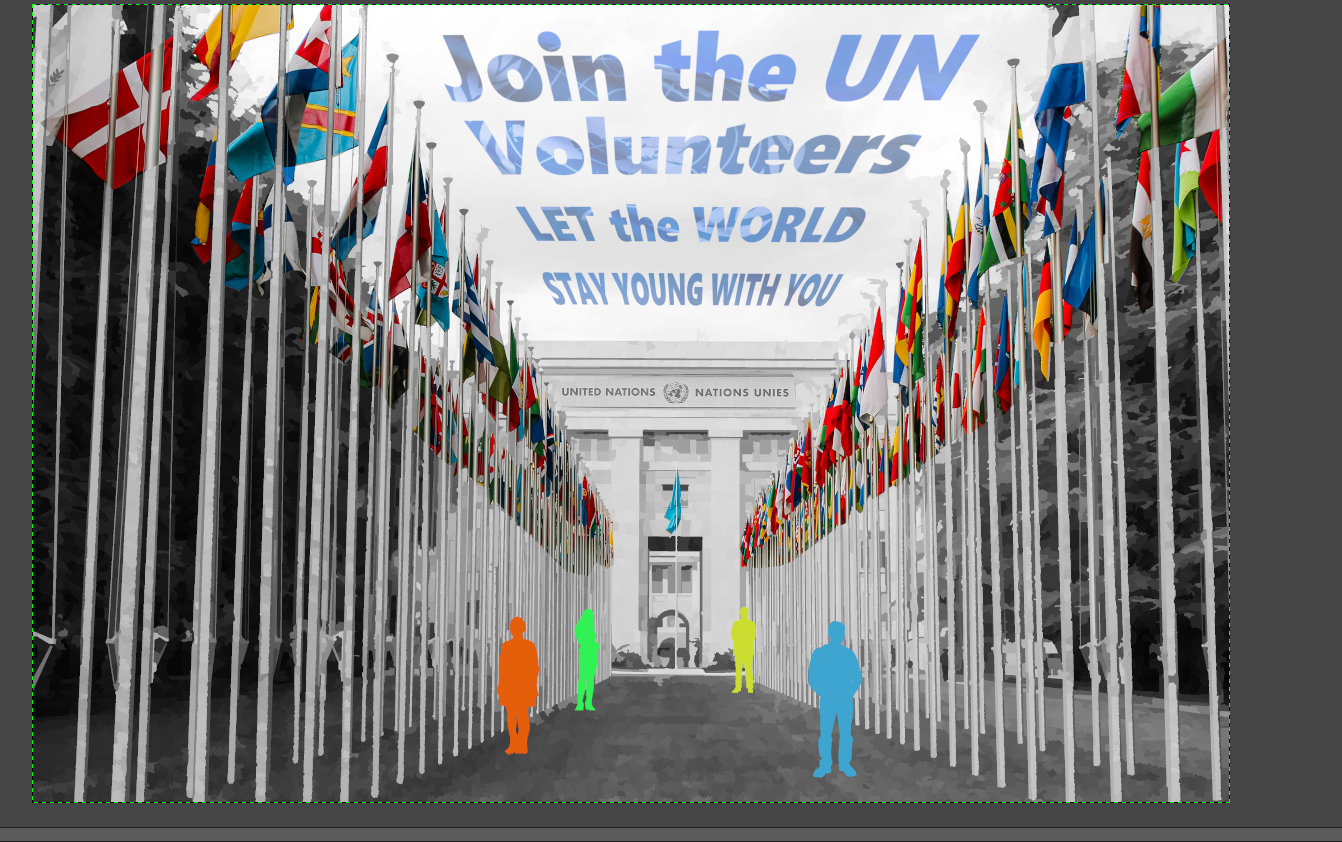 Join the UN
Volunteers
LET the WORLD
STAY YOUNG WITH YOU
UNITED NATIONS NATIONS UNIES